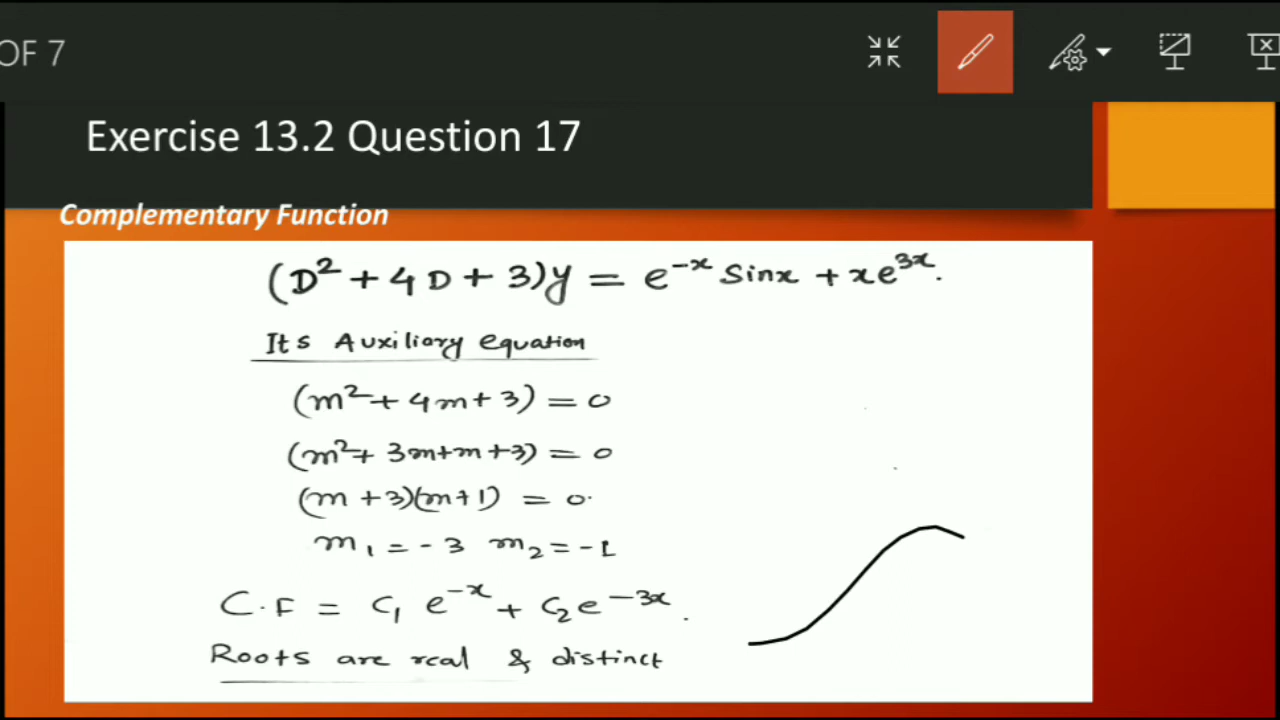 OF 7
Exercise 13.2 Question 17
Complementary Function
(D² + 4D + 3)y = e⁻ˣ Sinx + xe³ˣ.
Its Auxiliary equation
(m² + 4m + 3) = 0
(m² + 3m + m + 3) = 0
(m + 3)(m + 1) = 0.
m₁ = -3 m₂ = -1
C.F = C₁ e⁻ˣ + C₂ e⁻³ˣ.
Roots are real & distinct